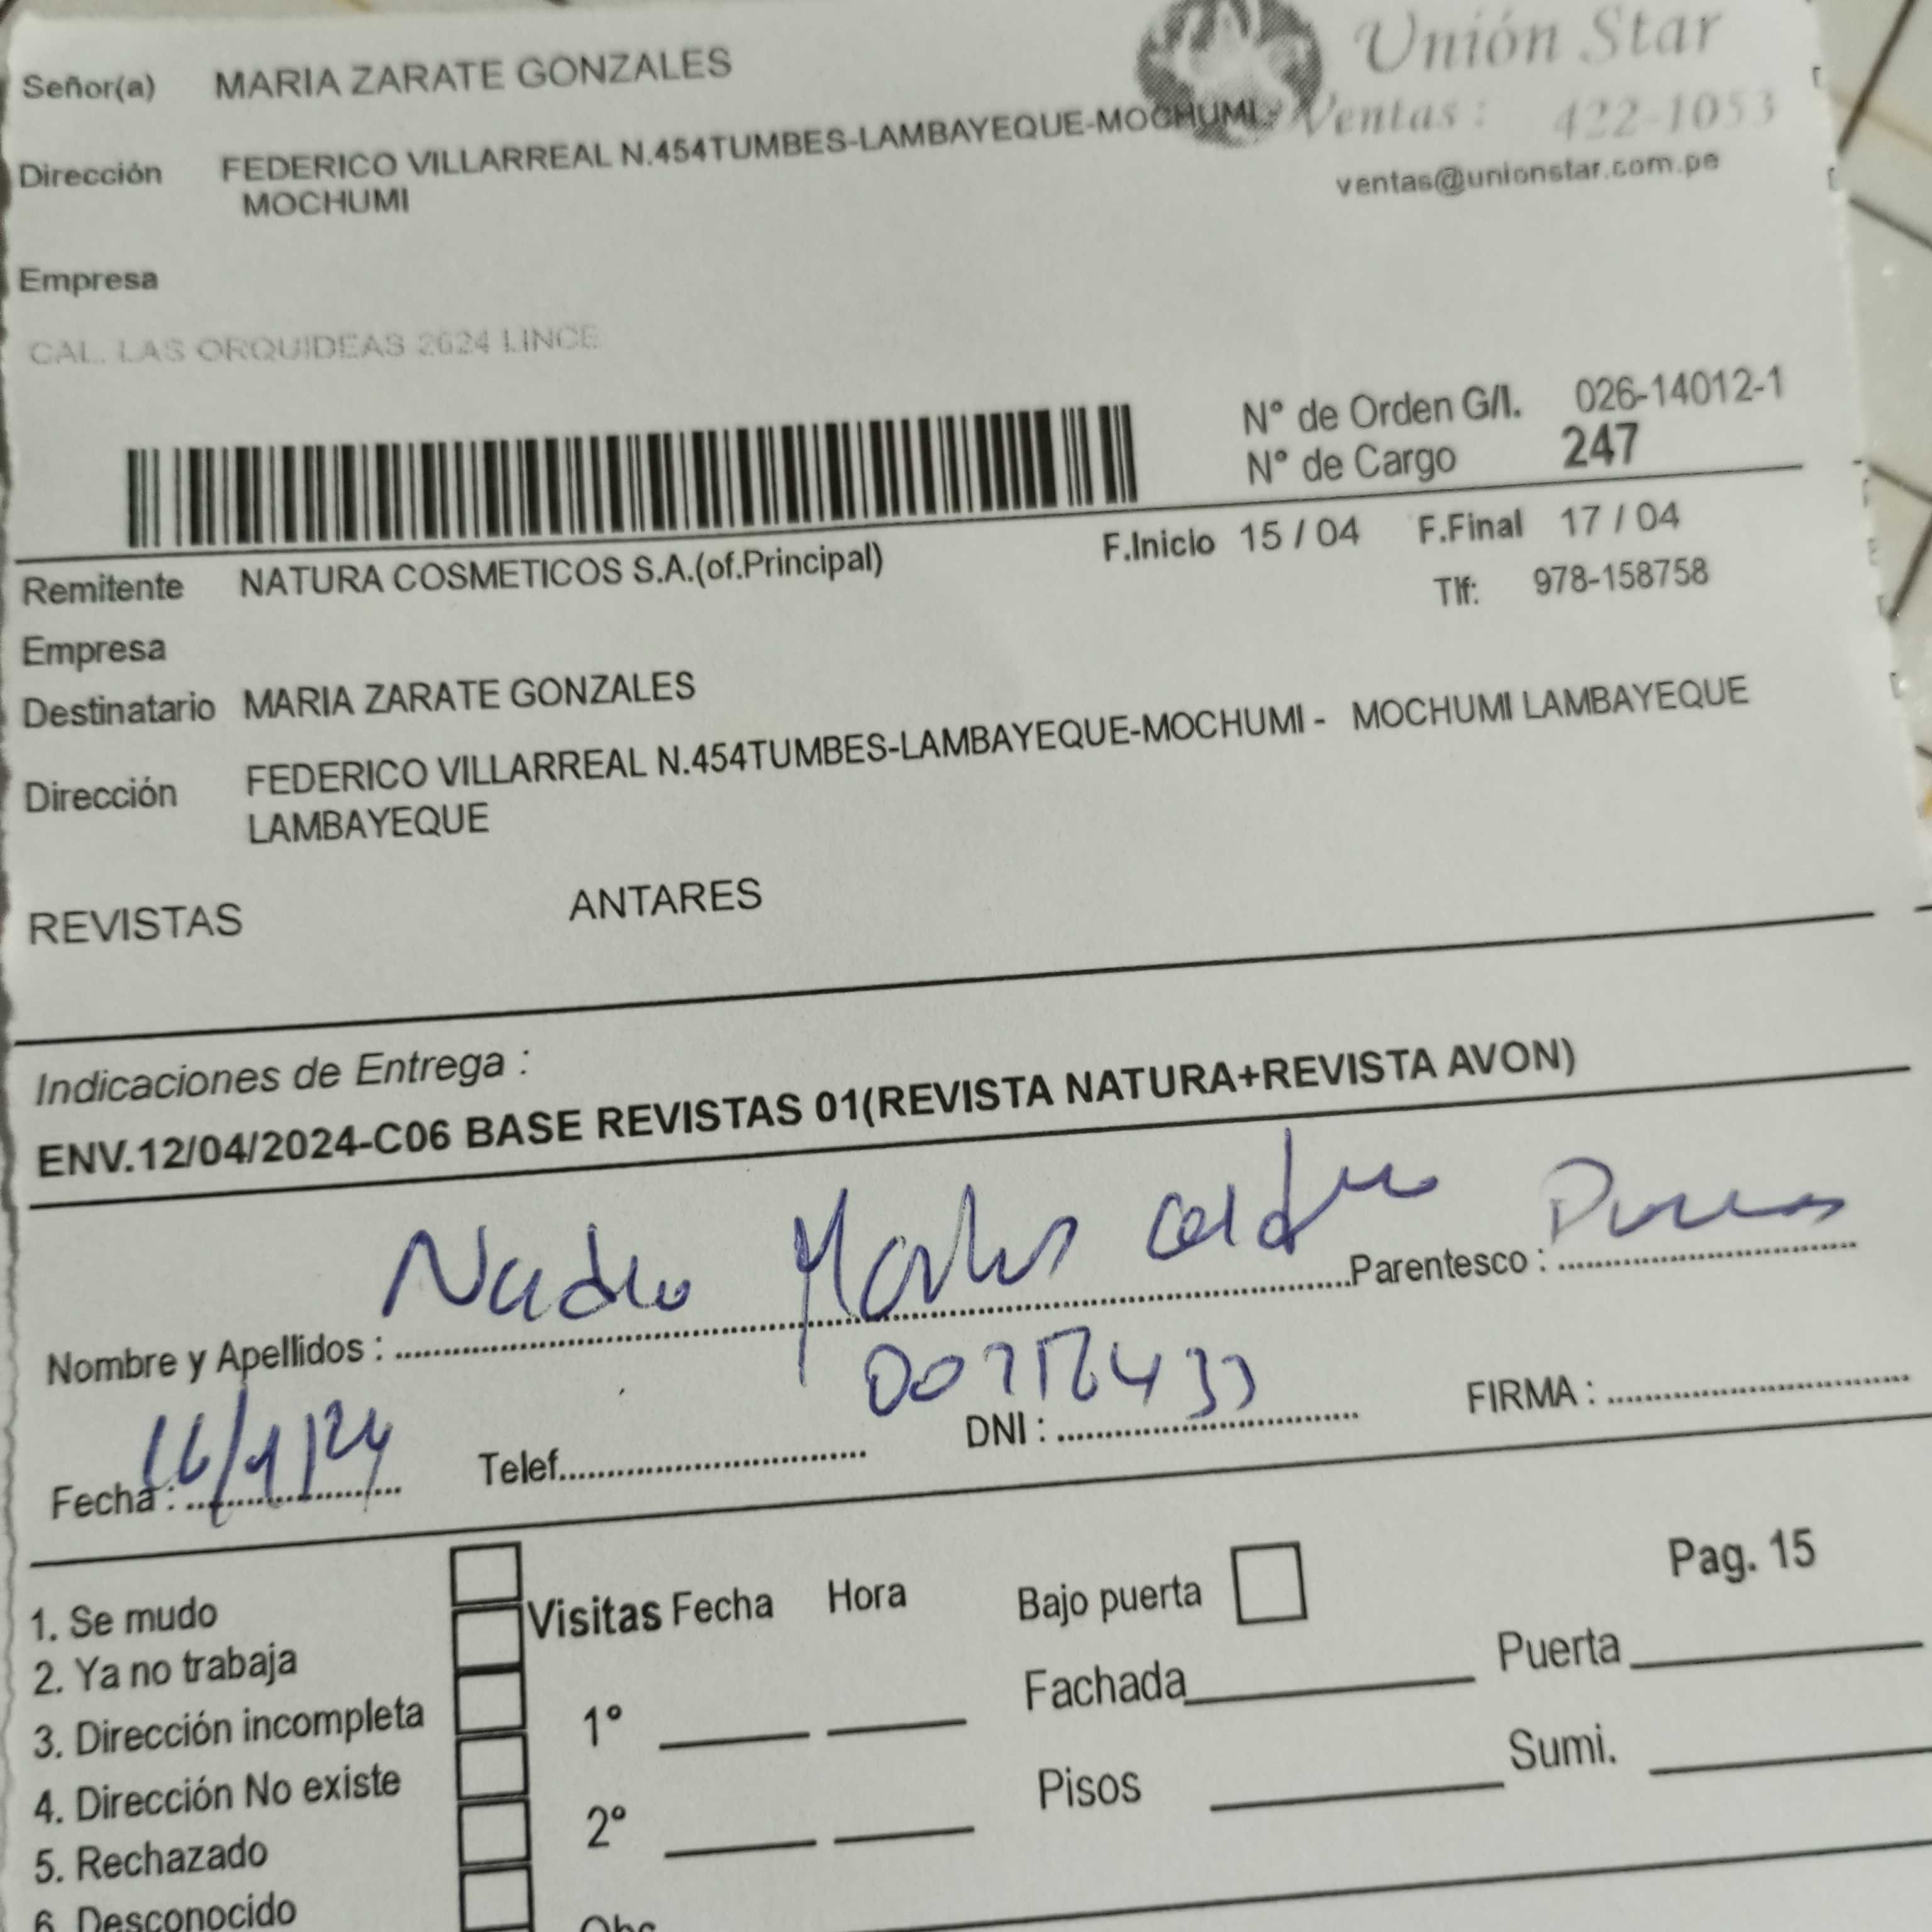 Unión Star
Señor(a) MARIA ZARATE GONZALES
Ventas : 422-1053
Dirección FEDERICO VILLARREAL N.454TUMBES-LAMBAYEQUE-MOCHUMI -
MOCHUMI
ventas@unionstar.com.pe
Empresa
CAL. LAS ORQUIDEAS 2624 LINCE
N° de Orden G/I. 026-14012-1
N° de Cargo 247
F.Inicio 15 / 04 F.Final 17 / 04
Remitente NATURA COSMETICOS S.A.(of.Principal)
Tlf: 978-158758
Empresa
Destinatario MARIA ZARATE GONZALES
Dirección FEDERICO VILLARREAL N.454TUMBES-LAMBAYEQUE-MOCHUMI - MOCHUMI LAMBAYEQUE
LAMBAYEQUE
REVISTAS ANTARES
Indicaciones de Entrega :
ENV.12/04/2024-C06 BASE REVISTAS 01(REVISTA NATURA+REVISTA AVON)
Nombre y Apellidos : Parentesco :
Fecha : 16/4/24 Telef. DNI : FIRMA :
Pag. 15
1. Se mudo
2. Ya no trabaja
3. Dirección incompleta
4. Dirección No existe
5. Rechazado
6. Desconocido
Visitas Fecha Hora
1°
2°
Obs
Bajo puerta
Fachada Puerta
Pisos Sumi.